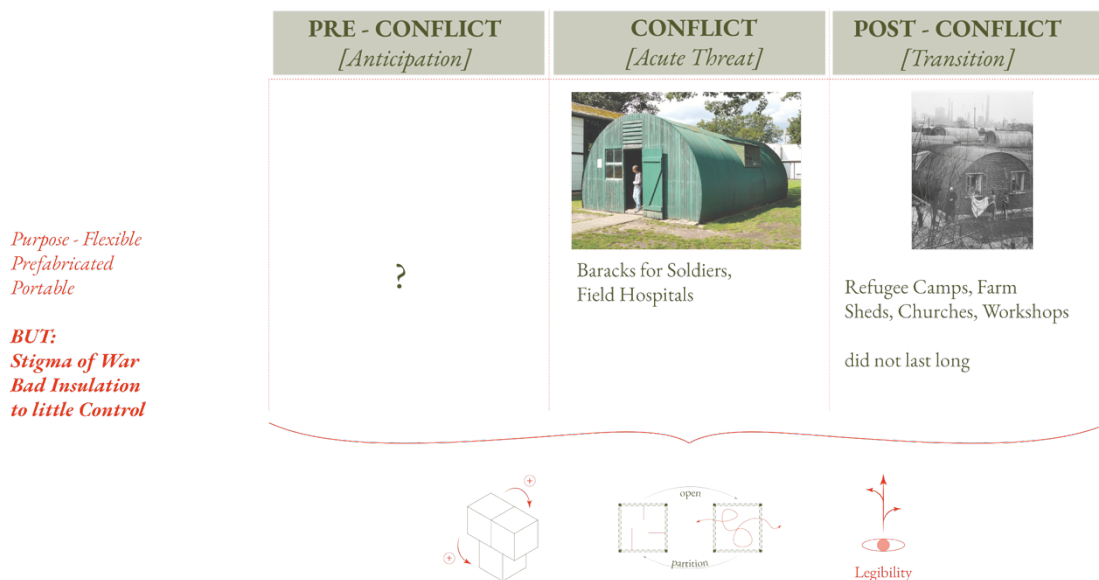 PRE - CONFLICT
[Anticipation]
CONFLICT
[Acute Threat]
POST - CONFLICT
[Transition]
Purpose - Flexible
Prefabricated
Portable
BUT:
Stigma of War
Bad Insulation
to little Control
?
Baracks for Soldiers,
Field Hospitals
Refugee Camps, Farm
Sheds, Churches, Workshops
did not last long
open
partition
Legibility